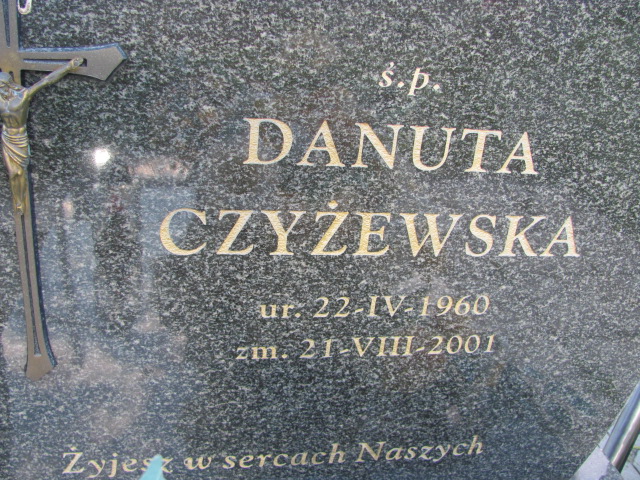 ś.p.
DANUTA
CZYŻEWSKA
ur. 22-IV-1960
zm. 21-VIII-2001
Żyjesz w sercach Naszych